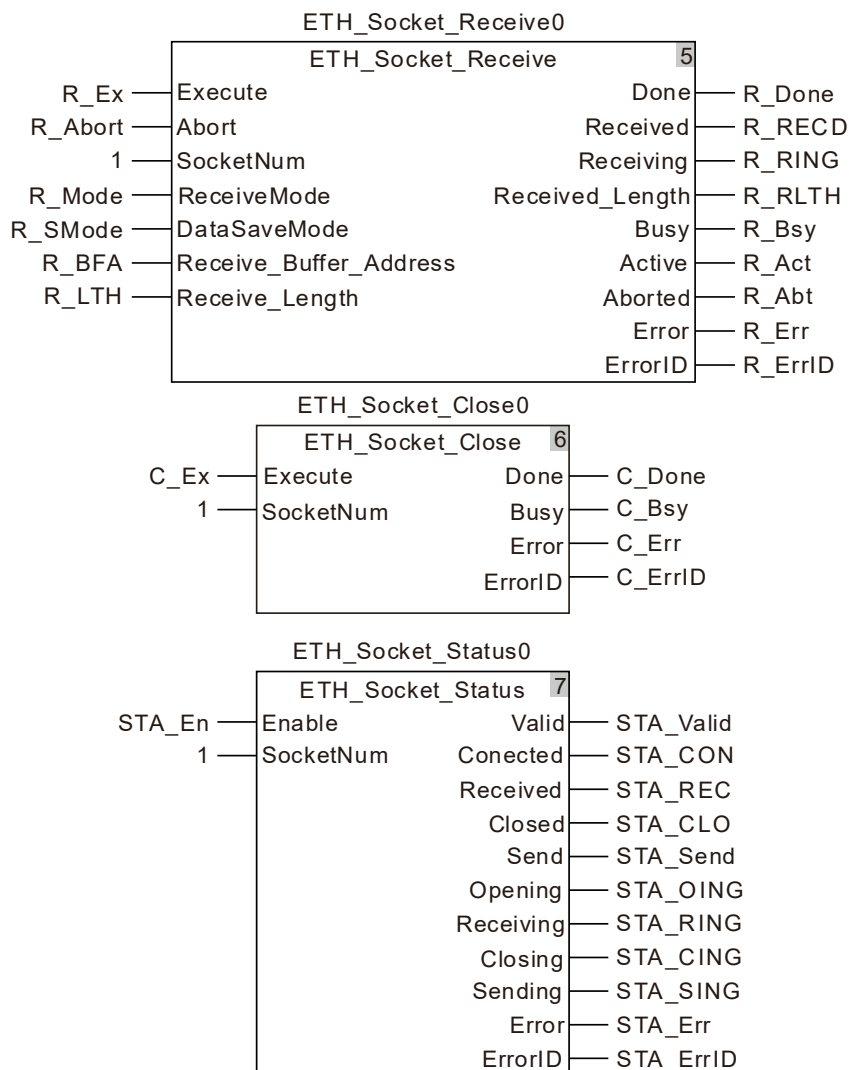 ETH_Socket_Receive0
ETH_Socket_Receive 5
R_Ex Execute Done R_Done
R_Abort Abort Received R_RECD
1 SocketNum Receiving R_RING
R_Mode ReceiveMode Received_Length R_RLTH
R_SMode DataSaveMode Busy R_Bsy
R_BFA Receive_Buffer_Address Active R_Act
R_LTH Receive_Length Aborted R_Abt
Error R_Err
ErrorID R_ErrID
ETH_Socket_Close0
ETH_Socket_Close 6
C_Ex Execute Done C_Done
1 SocketNum Busy C_Bsy
Error C_Err
ErrorID C_ErrID
ETH_Socket_Status0
ETH_Socket_Status 7
STA_En Enable Valid STA_Valid
1 SocketNum Conected STA_CON
Received STA_REC
Closed STA_CLO
Send STA_Send
Opening STA_OING
Receiving STA_RING
Closing STA_CING
Sending STA_SING
Error STA_Err
ErrorID STA_ErrID